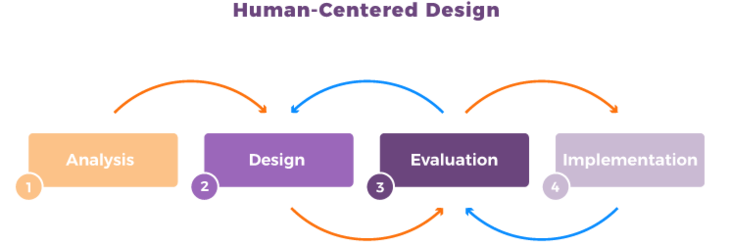 Human-Centered Design
Analysis
1
Design
2
Evaluation
3
Implementation
4